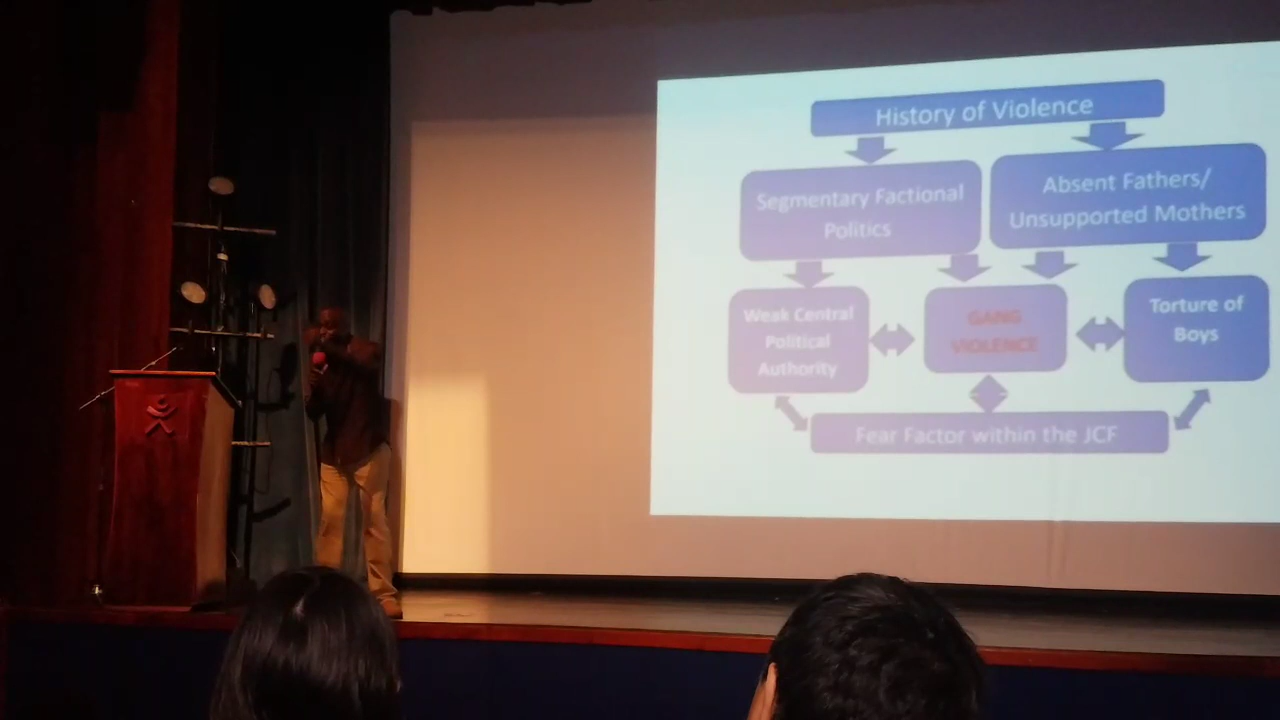 History of Violence
Segmentary Factional
Politics
Absent Fathers/
Unsupported Mothers
Weak Central
Political
Authority
GANG
VIOLENCE
Torture of
Boys
Fear Factor within the JCF